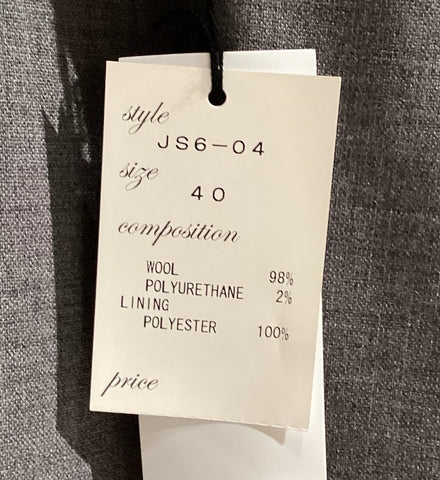 style
JS6-04
size
40
composition
WOOL 98%
POLYURETHANE 2%
LINING
POLYESTER 100%
price